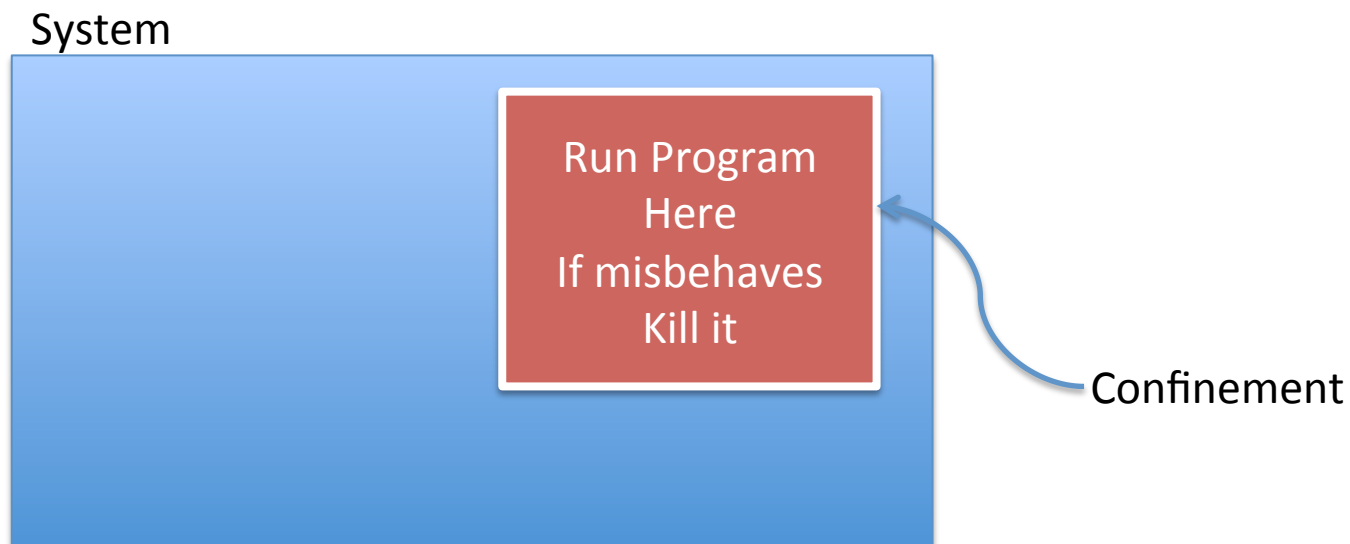 System
Run Program
Here
If misbehaves
Kill it
Confinement